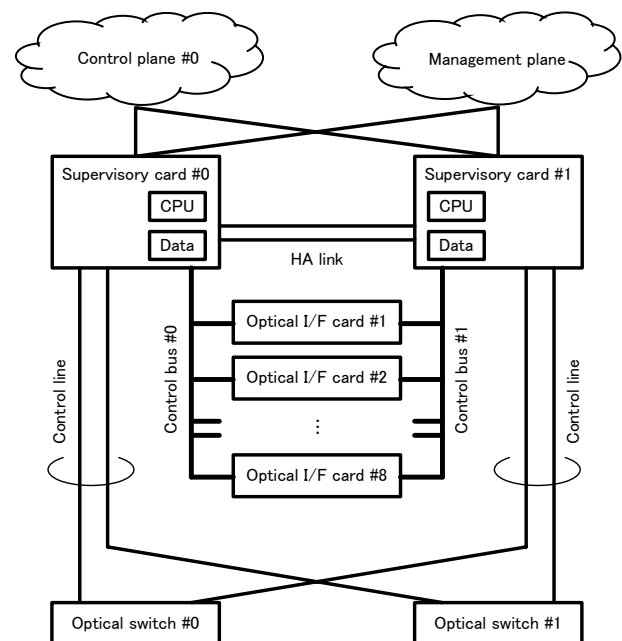 Control plane #0
Management plane
Supervisory card #0
Supervisory card #1
CPU
CPU
Data
Data
HA link
Optical I/F card #1
Control bus #0
Control bus #1
Optical I/F card #2
Control line
Control line
⋮
Optical I/F card #8
Optical switch #0
Optical switch #1